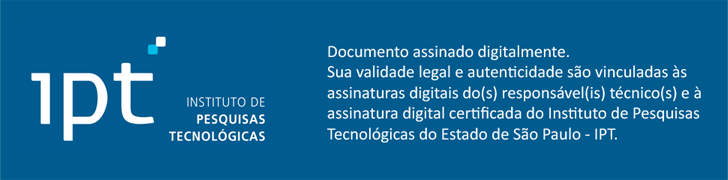 ipt
INSTITUTO DE
PESQUISAS
TECNOLÓGICAS
Documento assinado digitalmente.
Sua validade legal e autenticidade são vinculadas às
assinaturas digitais do(s) responsável(is) técnico(s) e à
assinatura digital certificada do Instituto de Pesquisas
Tecnológicas do Estado de São Paulo - IPT.